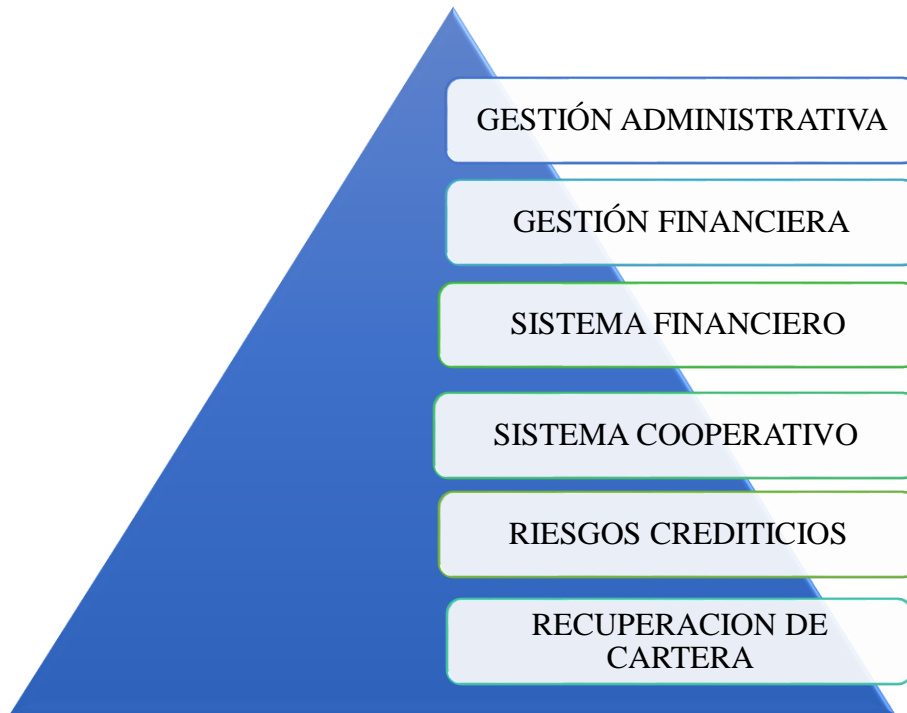 GESTIÓN ADMINISTRATIVA
GESTIÓN FINANCIERA
SISTEMA FINANCIERO
SISTEMA COOPERATIVO
RIESGOS CREDITICIOS
RECUPERACION DE
CARTERA